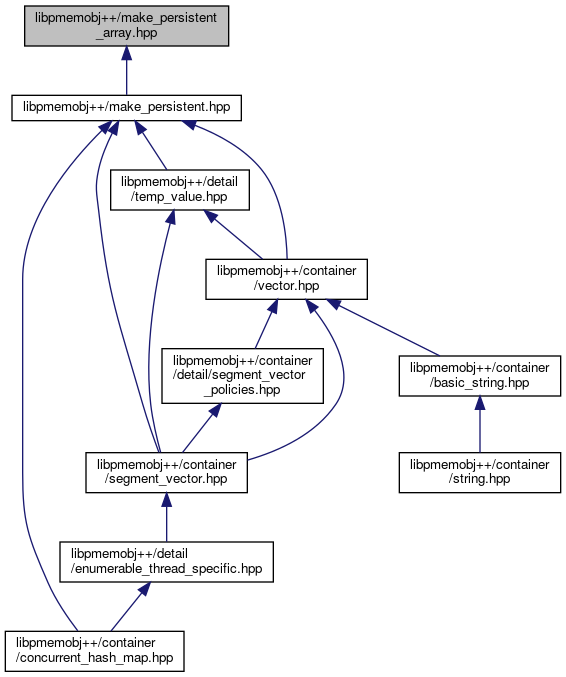 libpmemobj++/make_persistent
_array.hpp
libpmemobj++/make_persistent.hpp
libpmemobj++/detail
/temp_value.hpp
libpmemobj++/container
/vector.hpp
libpmemobj++/container
/detail/segment_vector
_policies.hpp
libpmemobj++/container
/basic_string.hpp
libpmemobj++/container
/segment_vector.hpp
libpmemobj++/container
/string.hpp
libpmemobj++/detail
/enumerable_thread_specific.hpp
libpmemobj++/container
/concurrent_hash_map.hpp